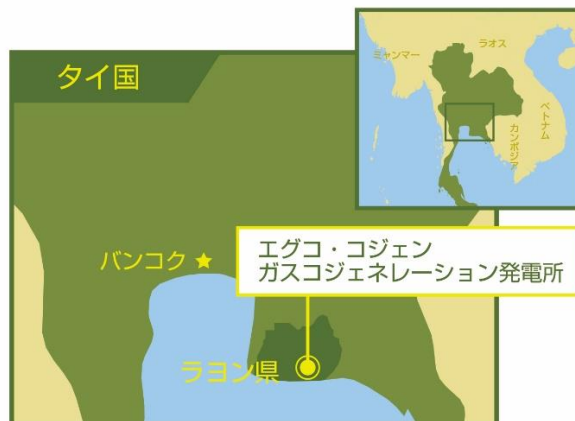 タイ国
ミャンマー
ラオス
ベトナム
カンボジア
バンコク
エグコ・コジェン
ガスコジェネレーション発電所
ラヨン県